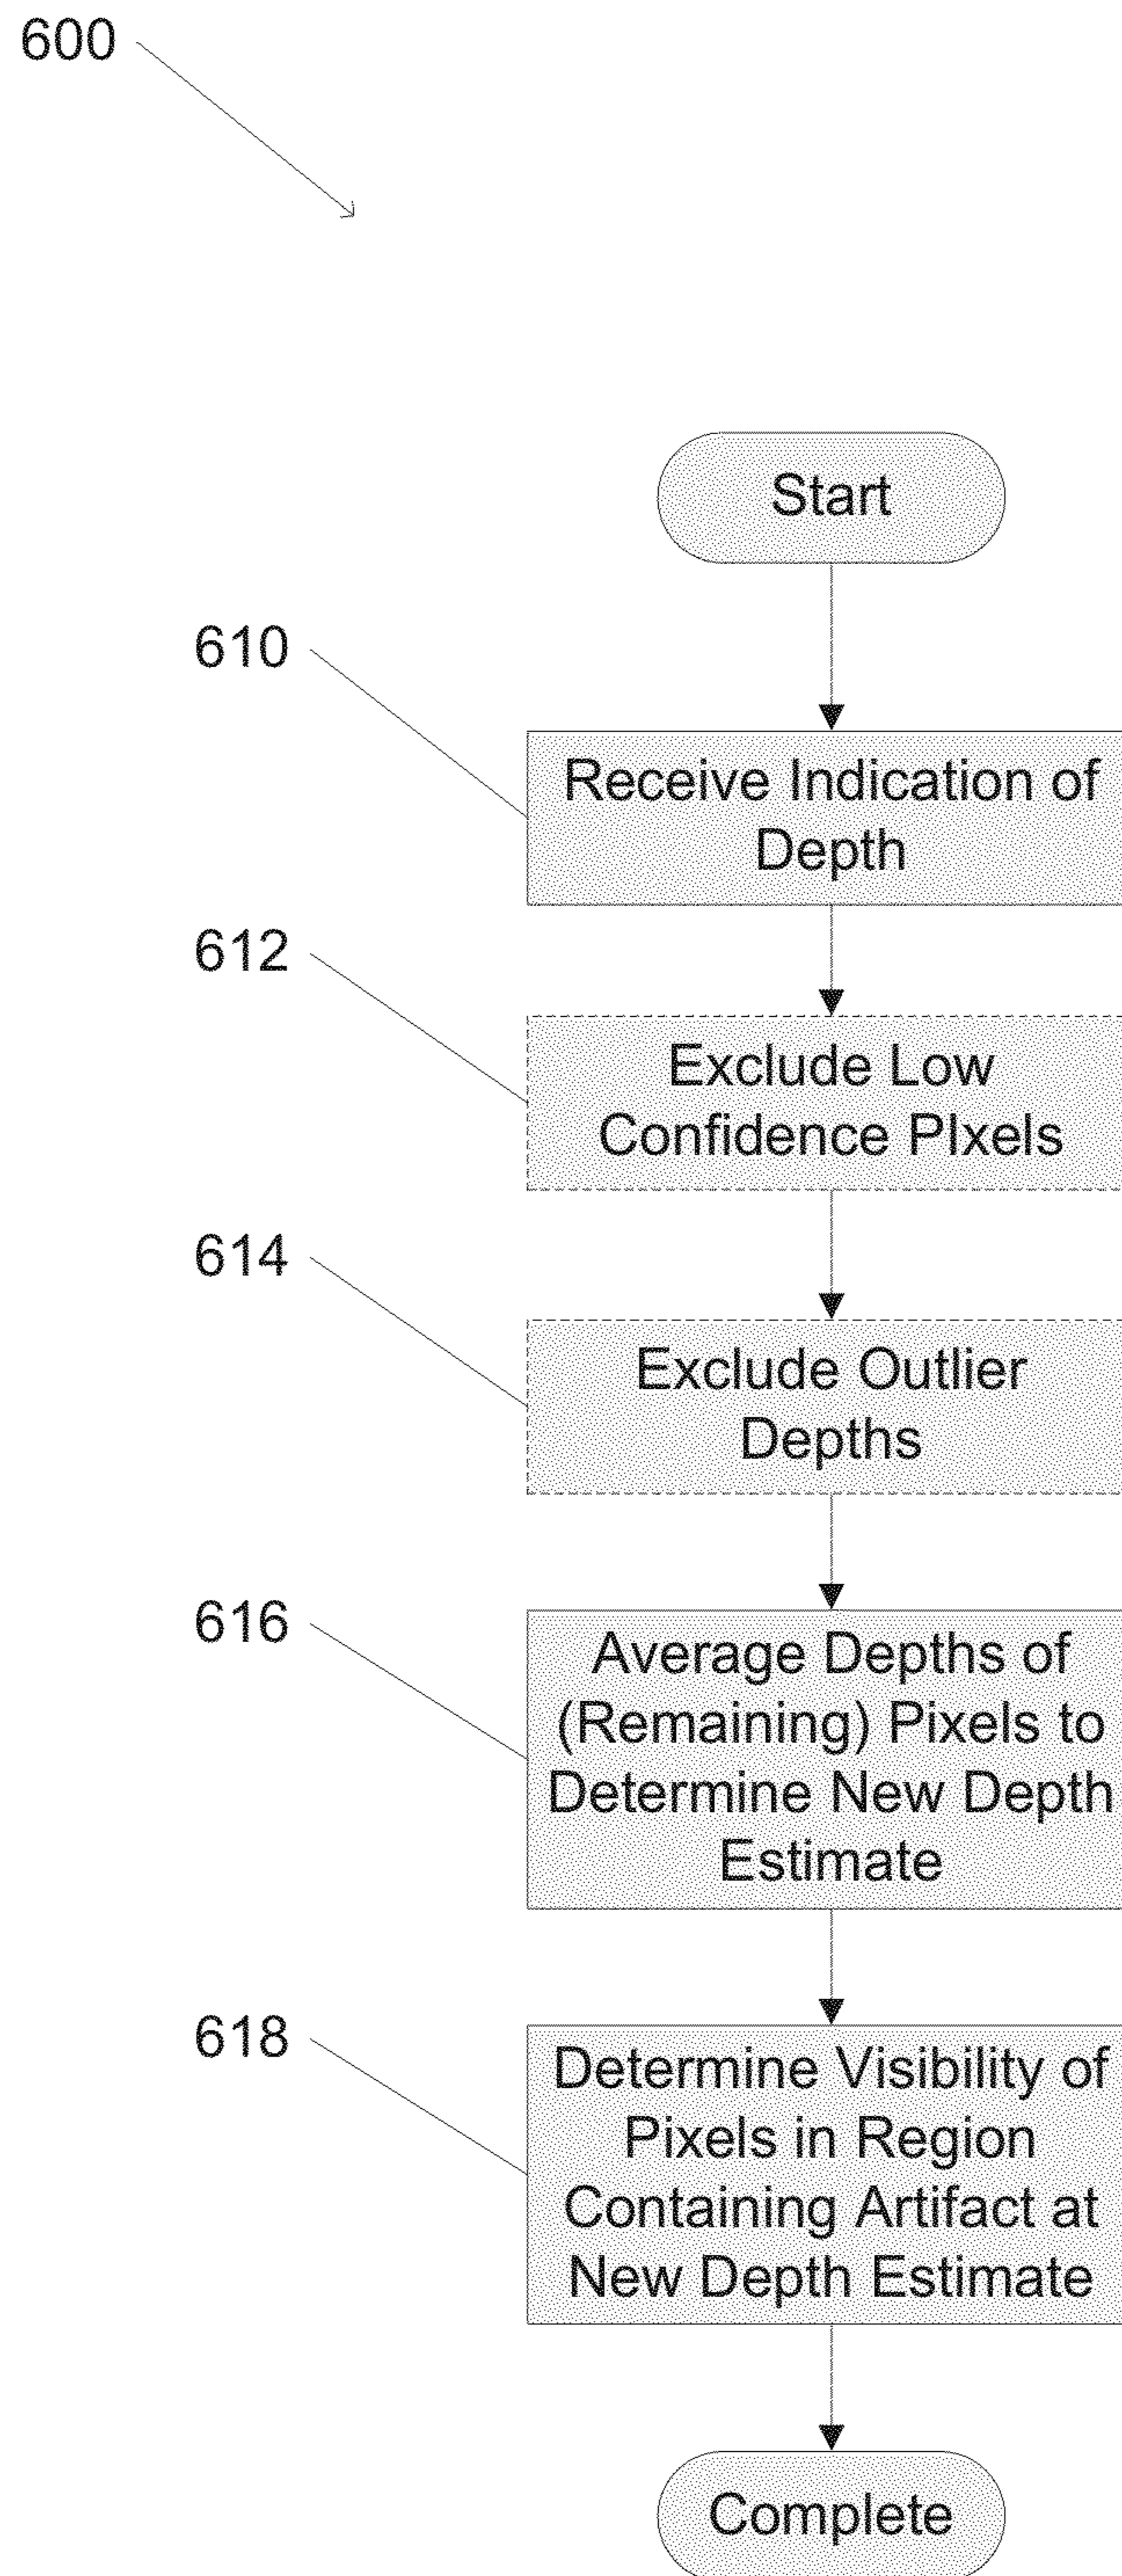 600
Start
610
Receive Indication of
Depth
612
Exclude Low
Confidence PIxels
614
Exclude Outlier
Depths
616
Average Depths of
(Remaining) Pixels to
Determine New Depth
Estimate
618
Determine Visibility of
Pixels in Region
Containing Artifact at
New Depth Estimate
Complete